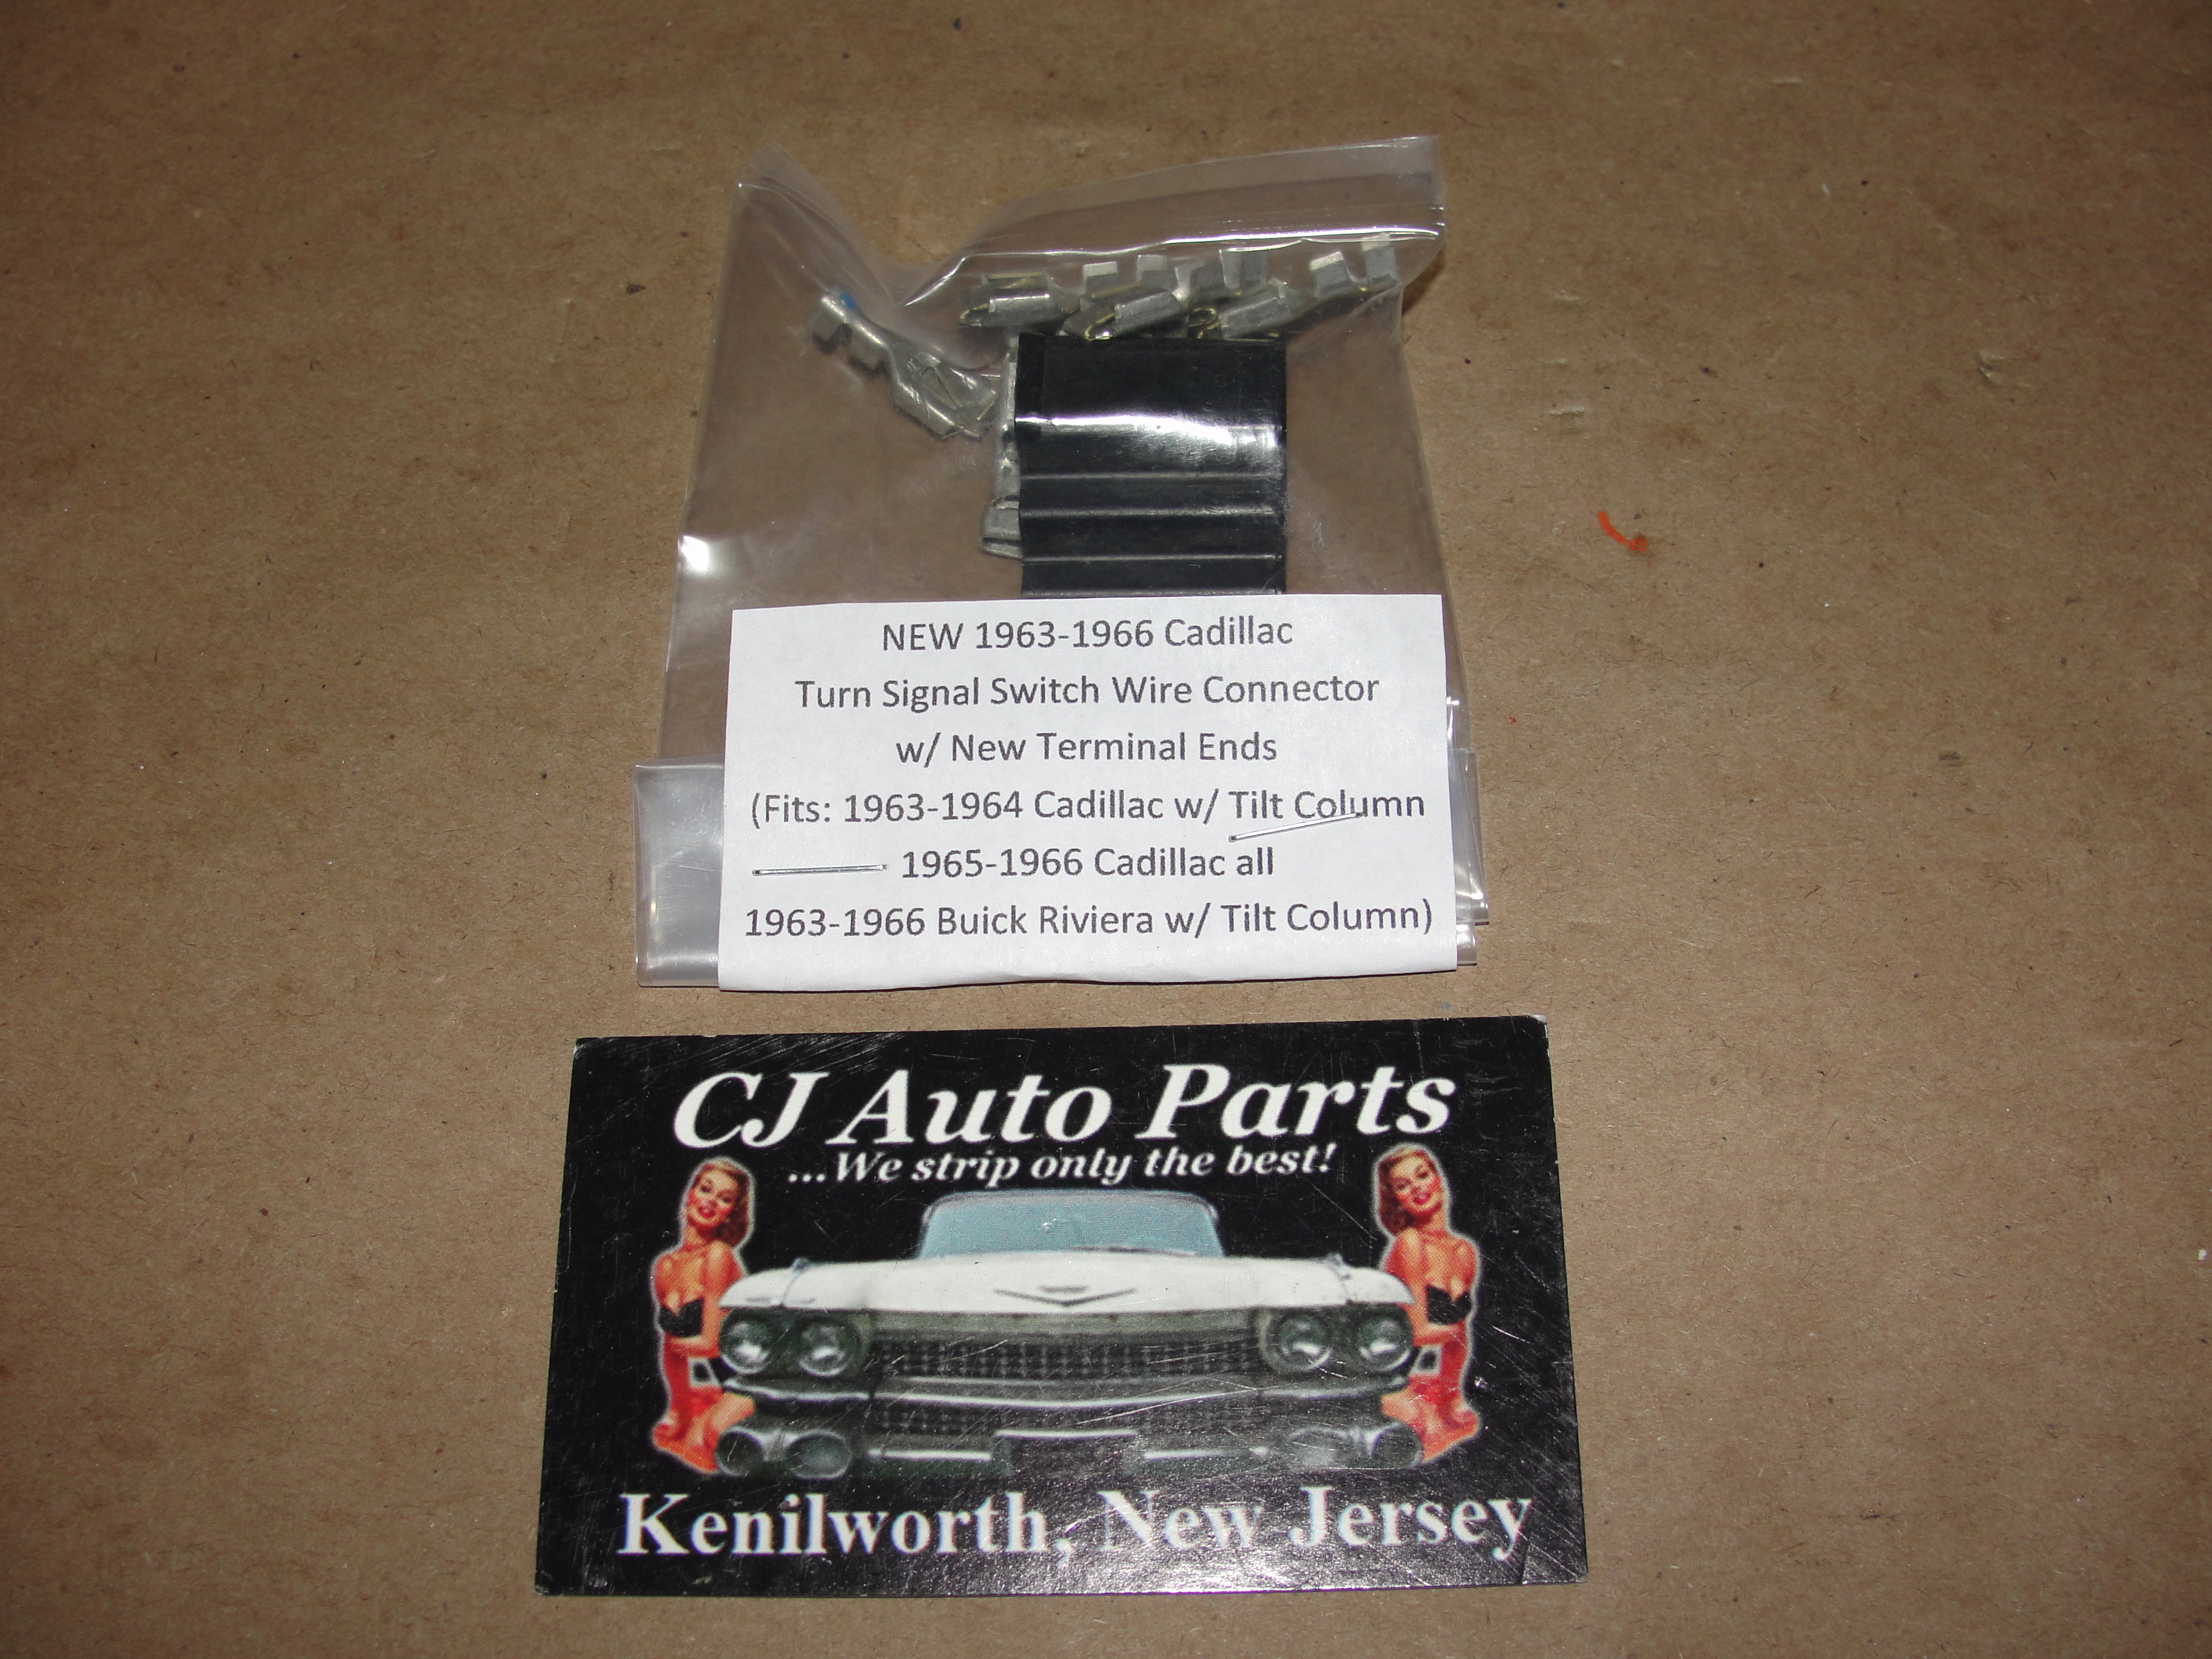 NEW 1963-1966 Cadillac
Turn Signal Switch Wire Connector
w/ New Terminal Ends
(Fits: 1963-1964 Cadillac w/ Tilt Column
1965-1966 Cadillac all
1963-1966 Buick Riviera w/ Tilt Column)
CJ Auto Parts
...We strip only the best!
Kenilworth, New Jersey